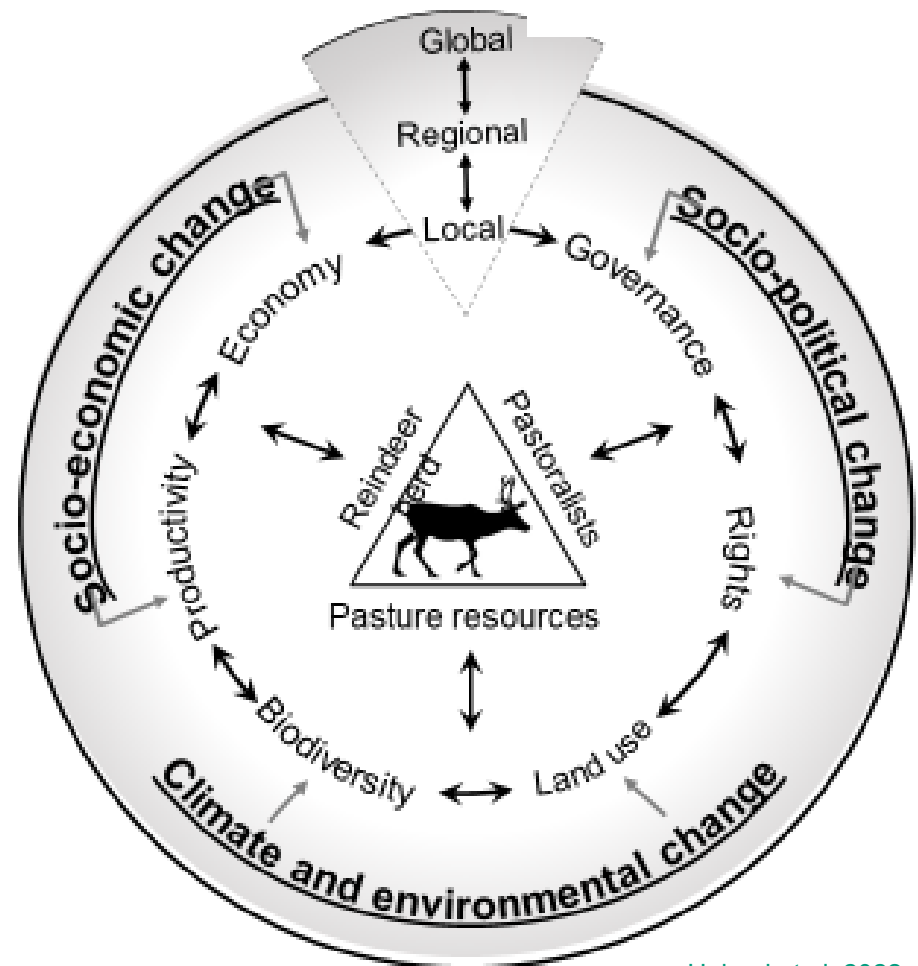 Global
Regional
Local
Socio-economic change
Socio-political change
Economy
Governance
Reindeer
herd
Pastoralists
Productivity
Rights
Pasture resources
Biodiversity
Land use
Climate and environmental change